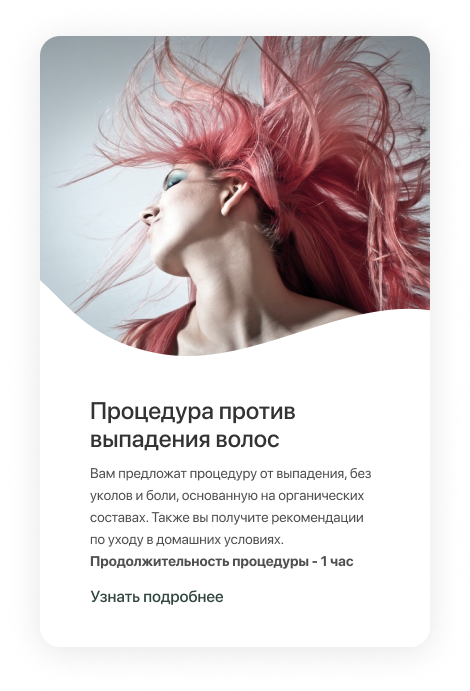 Процедура против
выпадения волос
Вам предложат процедуру от выпадения, без
уколов и боли, основанную на органических
составах. Также вы получите рекомендации
по уходу в домашних условиях.
Продолжительность процедуры - 1 час
Узнать подробнее